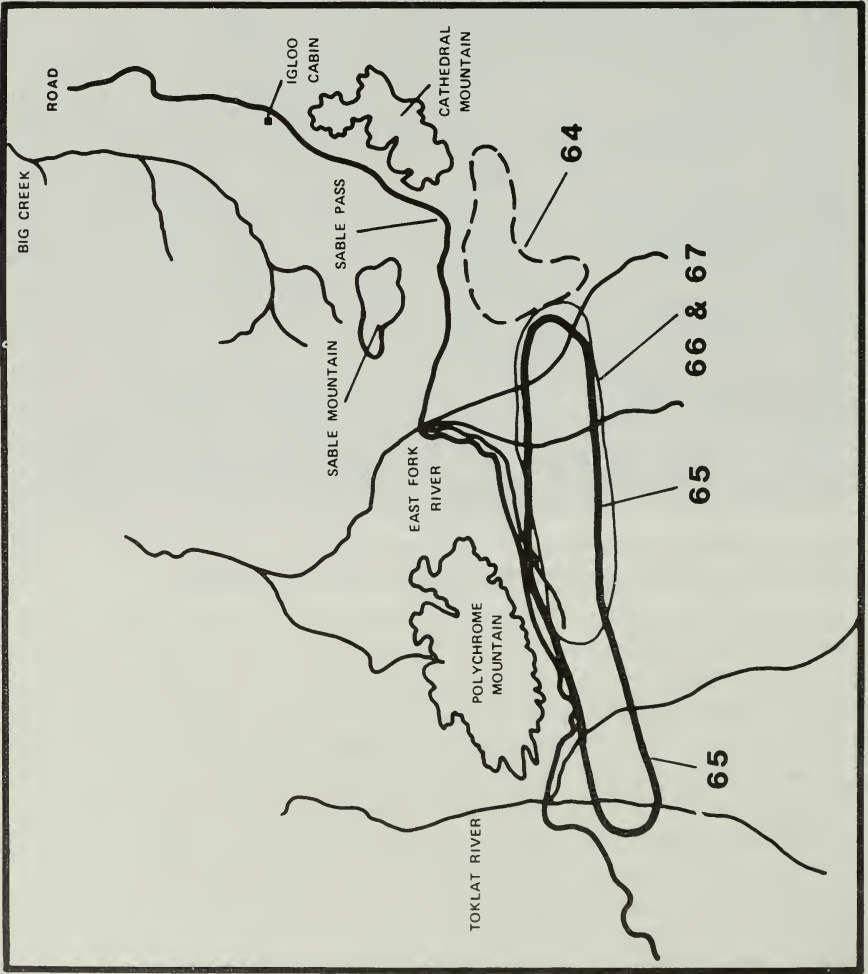 ROAD
IGLOO
CABIN
CATHEDRAL
MOUNTAIN
BIG CREEK
SABLE PASS
64
SABLE MOUNTAIN
66 & 67
EAST FORK
RIVER
65
POLYCHROME
MOUNTAIN
65
TOKLAT RIVER